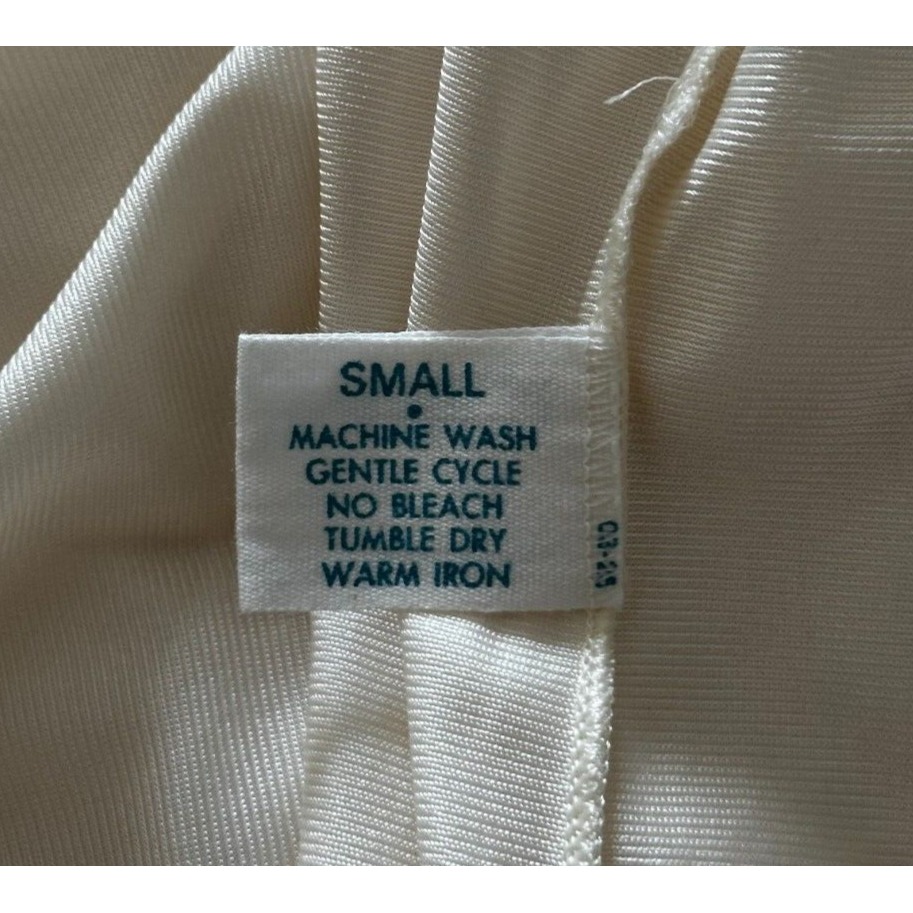 SMALL
•
MACHINE WASH
GENTLE CYCLE
NO BLEACH
TUMBLE DRY
WARM IRON